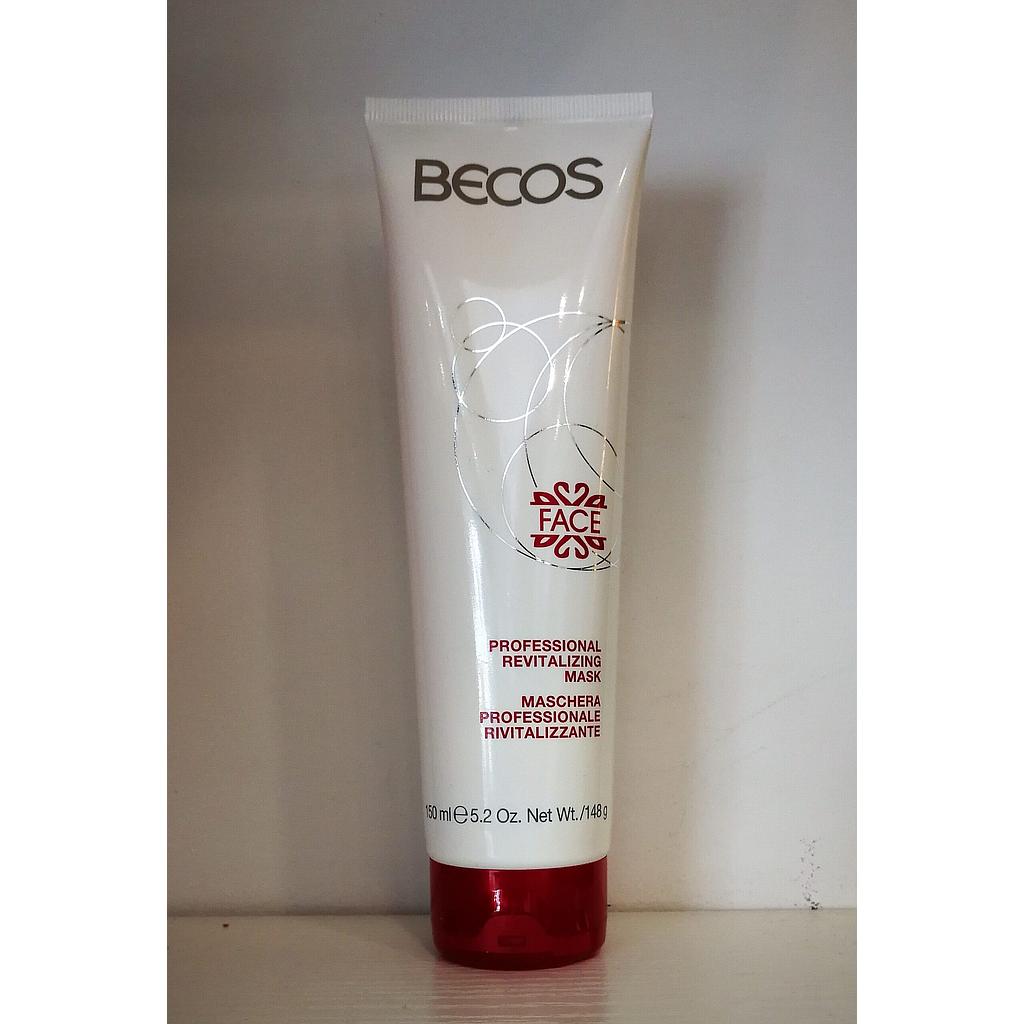 BECOS
FACE
PROFESSIONAL
REVITALIZING
MASK
MASCHERA
PROFESSIONALE
RIVITALIZZANTE
150 ml ℮ 5.2 Oz. Net Wt./148 g